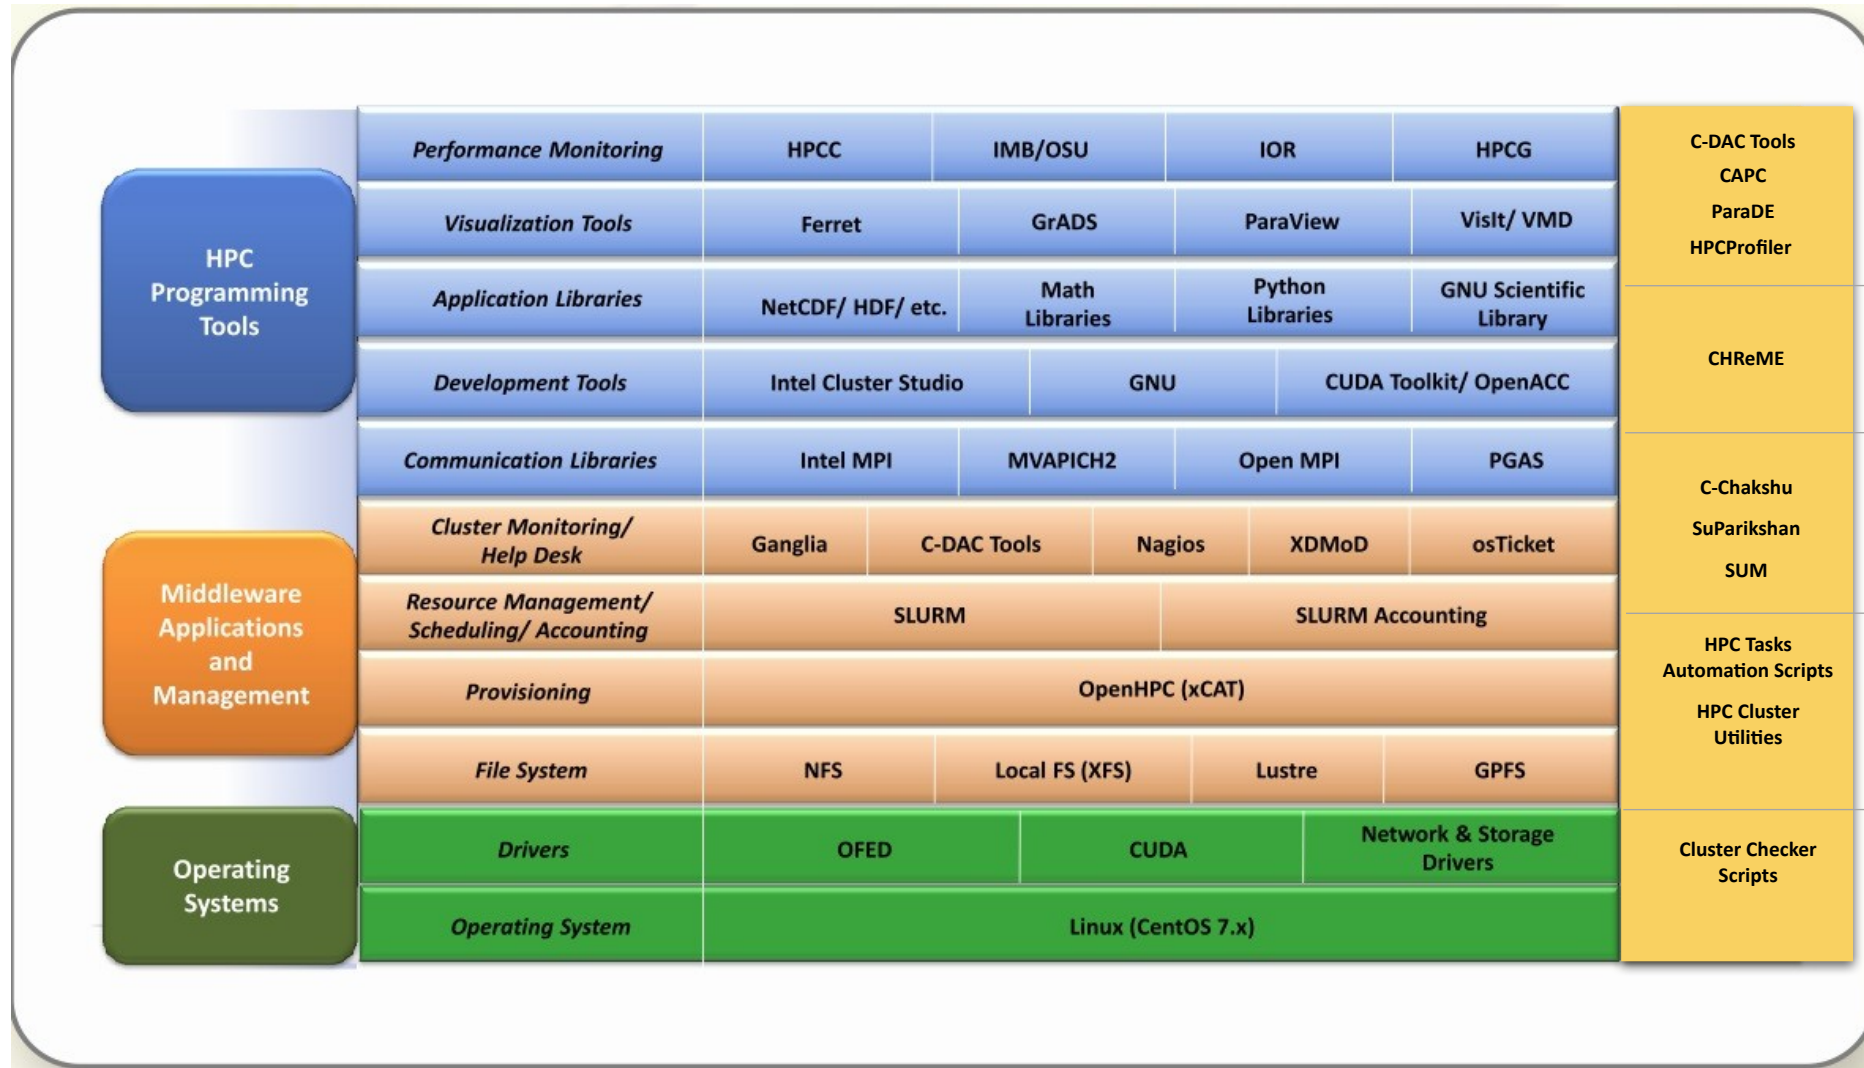 HPC
Programming
Tools
Performance Monitoring HPCC IMB/OSU IOR HPCG
Visualization Tools Ferret GrADS ParaView VisIt/ VMD
Application Libraries NetCDF/ HDF/ etc. Math
Libraries Python
Libraries GNU Scientific
Library
Development Tools Intel Cluster Studio GNU CUDA Toolkit/ OpenACC
Communication Libraries Intel MPI MVAPICH2 Open MPI PGAS
Middleware
Applications
and
Management
Cluster Monitoring/
Help Desk Ganglia C-DAC Tools Nagios XDMoD osTicket
Resource Management/
Scheduling/ Accounting SLURM SLURM Accounting
Provisioning OpenHPC (xCAT)
File System NFS Local FS (XFS) Lustre GPFS
Operating
Systems
Drivers OFED CUDA Network & Storage
Drivers
Operating System Linux (CentOS 7.x)
C-DAC Tools
CAPC
ParaDE
HPCProfiler
CHReME
C-Chakshu
SuParikshan
SUM
HPC Tasks
Automation Scripts
HPC Cluster
Utilities
Cluster Checker
Scripts